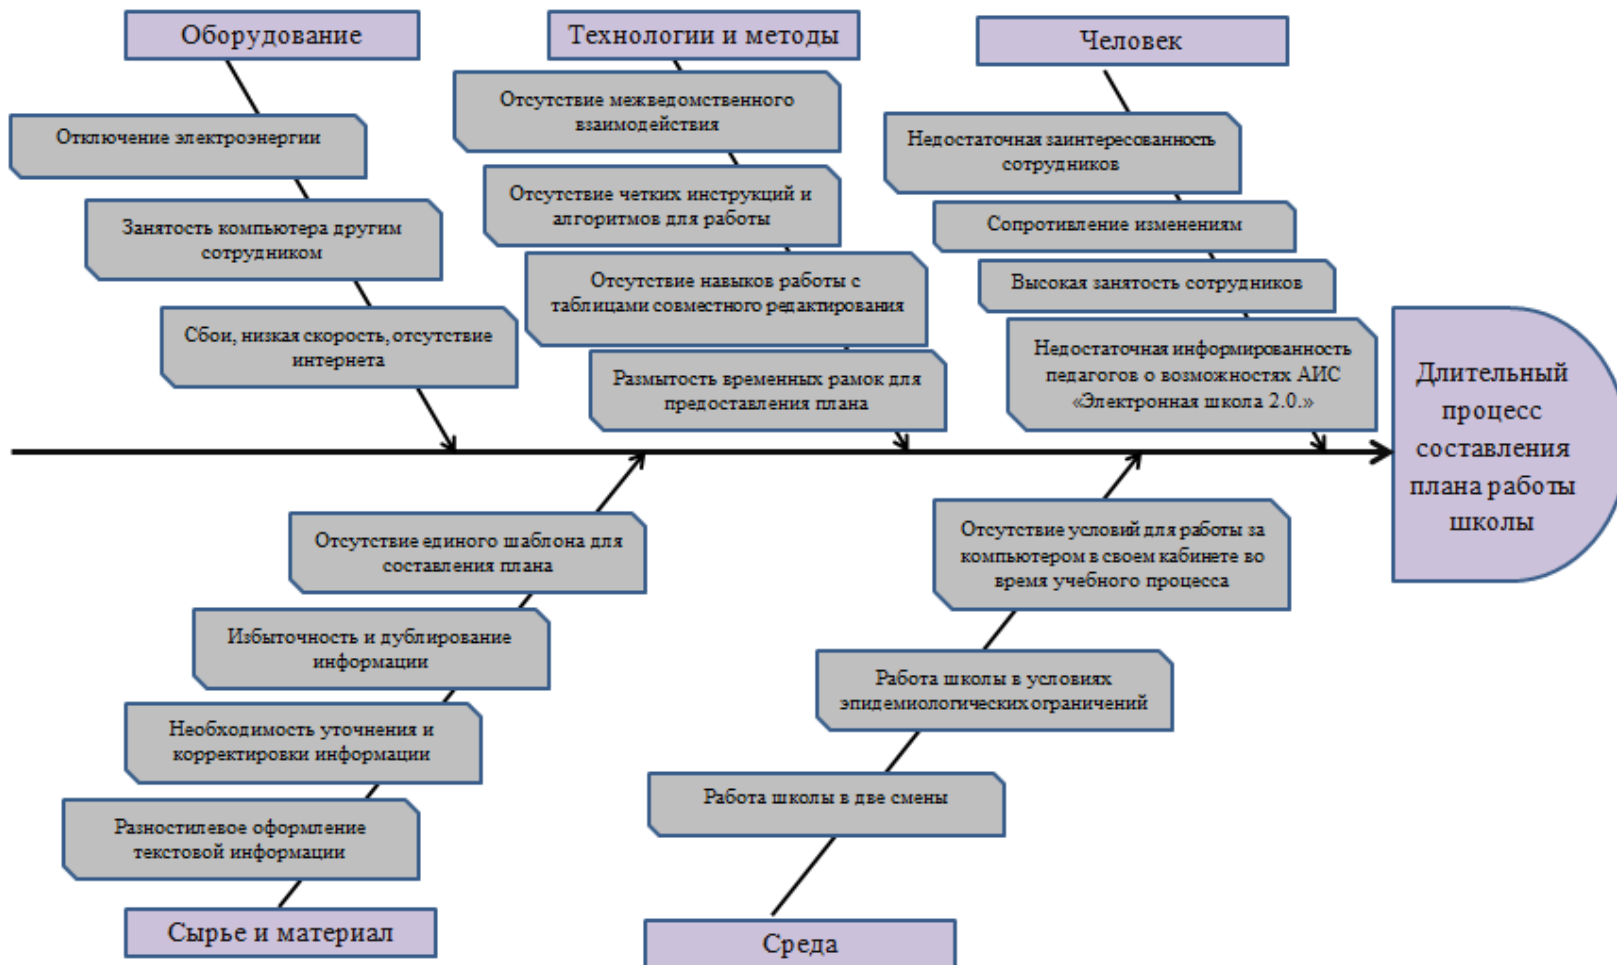 Оборудование
Отключение электроэнергии
Занятость компьютера другим
сотрудником
Сбои, низкая скорость, отсутствие
интернета
Технологии и методы
Отсутствие межведомственного
взаимодействия
Отсутствие четких инструкций и
алгоритмов для работы
Отсутствие навыков работы с
таблицами совместного редактирования
Размытость временных рамок для
предоставления плана
Человек
Недостаточная заинтересованность
сотрудников
Сопротивление изменениям
Высокая занятость сотрудников
Недостаточная информированность
педагогов о возможностях АИС
«Электронная школа 2.0.»
Длительный
процесс
составления
плана работы
школы
Отсутствие единого шаблона для
составления плана
Избыточность и дублирование
информации
Необходимость уточнения и
корректировки информации
Разностилевое оформление
текстовой информации
Сырье и материал
Отсутствие условий для работы за
компьютером в своем кабинете во
время учебного процесса
Работа школы в условиях
эпидемиологических ограничений
Работа школы в две смены
Среда